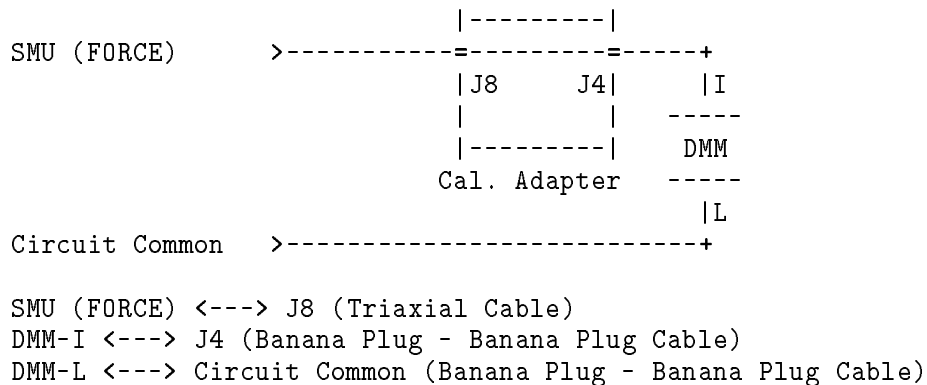 |---------|
SMU (FORCE)      >-----------=---------=-----+
                             |J8     J4|     |I
                             |         |   -----
                             |---------|    DMM
                            Cal. Adapter   -----
                                             |L
Circuit Common   >---------------------------+
SMU (FORCE) <---> J8 (Triaxial Cable)
DMM-I <---> J4 (Banana Plug - Banana Plug Cable)
DMM-L <---> Circuit Common (Banana Plug - Banana Plug Cable)